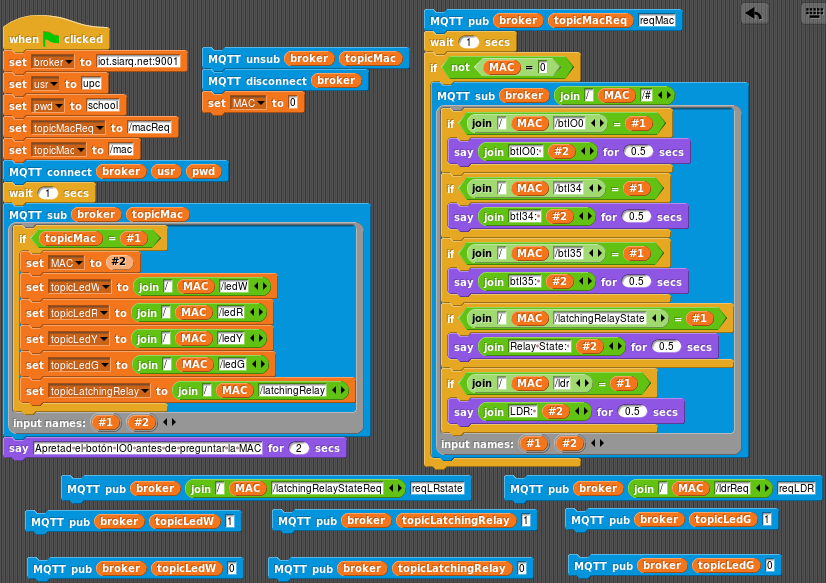 when clicked
set broker to iot.siarq.net:9001
set usr to upc
set pwd to school
set topicMacReq to /macReq
set topicMac to /mac
MQTT connect broker usr pwd
wait 1 secs
MQTT sub broker topicMac
if topicMac = #1
set MAC to #2
set topicLedW to join / MAC /ledW
set topicLedR to join / MAC /ledR
set topicLedY to join / MAC /ledY
set topicLedG to join / MAC /ledG
set topicLatchingRelay to join / MAC /latchingRelay
input names: #1 #2
say Apretad·el·botón·IO0·antes·de·preguntar·la·MAC for 2 secs
MQTT unsub broker topicMac
MQTT disconnect broker
set MAC to 0
MQTT pub broker topicMacReq reqMac
wait 1 secs
if not MAC = 0
MQTT sub broker join / MAC /#
if join / MAC /btIO0 = #1
say join btIO0:· #2 for 0.5 secs
if join / MAC /btI34 = #1
say join btI34:· #2 for 0.5 secs
if join / MAC /btI35 = #1
say join btI35:· #2 for 0.5 secs
if join / MAC /latchingRelayState = #1
say join Relay·State:· #2 for 0.5 secs
if join / MAC /ldr = #1
say join LDR:· #2 for 0.5 secs
input names: #1 #2
MQTT pub broker join / MAC /latchingRelayStateReq reqLRstate
MQTT pub broker join / MAC /ldrReq reqLDR
MQTT pub broker topicLedW 1
MQTT pub broker topicLatchingRelay 1
MQTT pub broker topicLedG 1
MQTT pub broker topicLedW 0
MQTT pub broker topicLatchingRelay 0
MQTT pub broker topicLedG 0